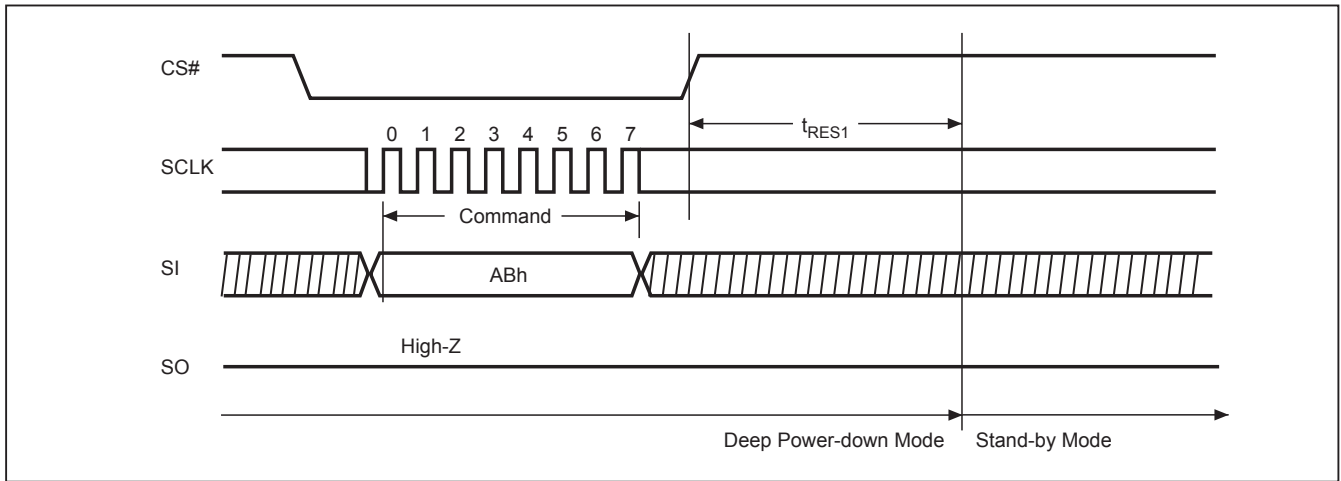 CS#
tRES1
0 1 2 3 4 5 6 7
SCLK
Command
SI
ABh
High-Z
SO
Deep Power-down Mode
Stand-by Mode